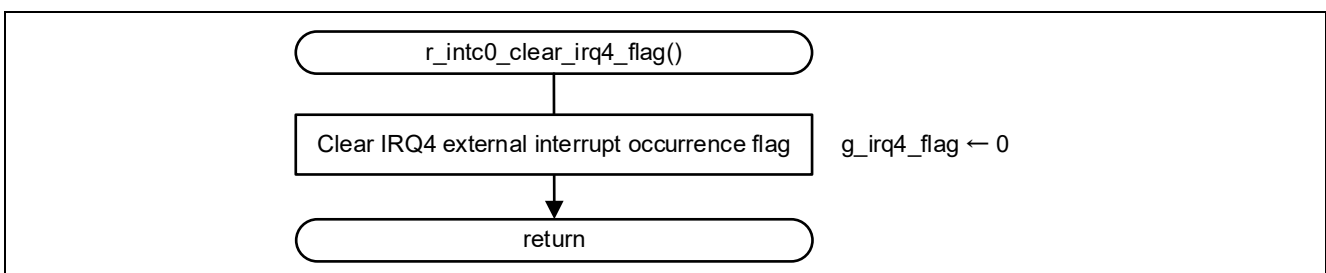 r_intc0_clear_irq4_flag()
Clear IRQ4 external interrupt occurrence flag g_irq4_flag ← 0
return